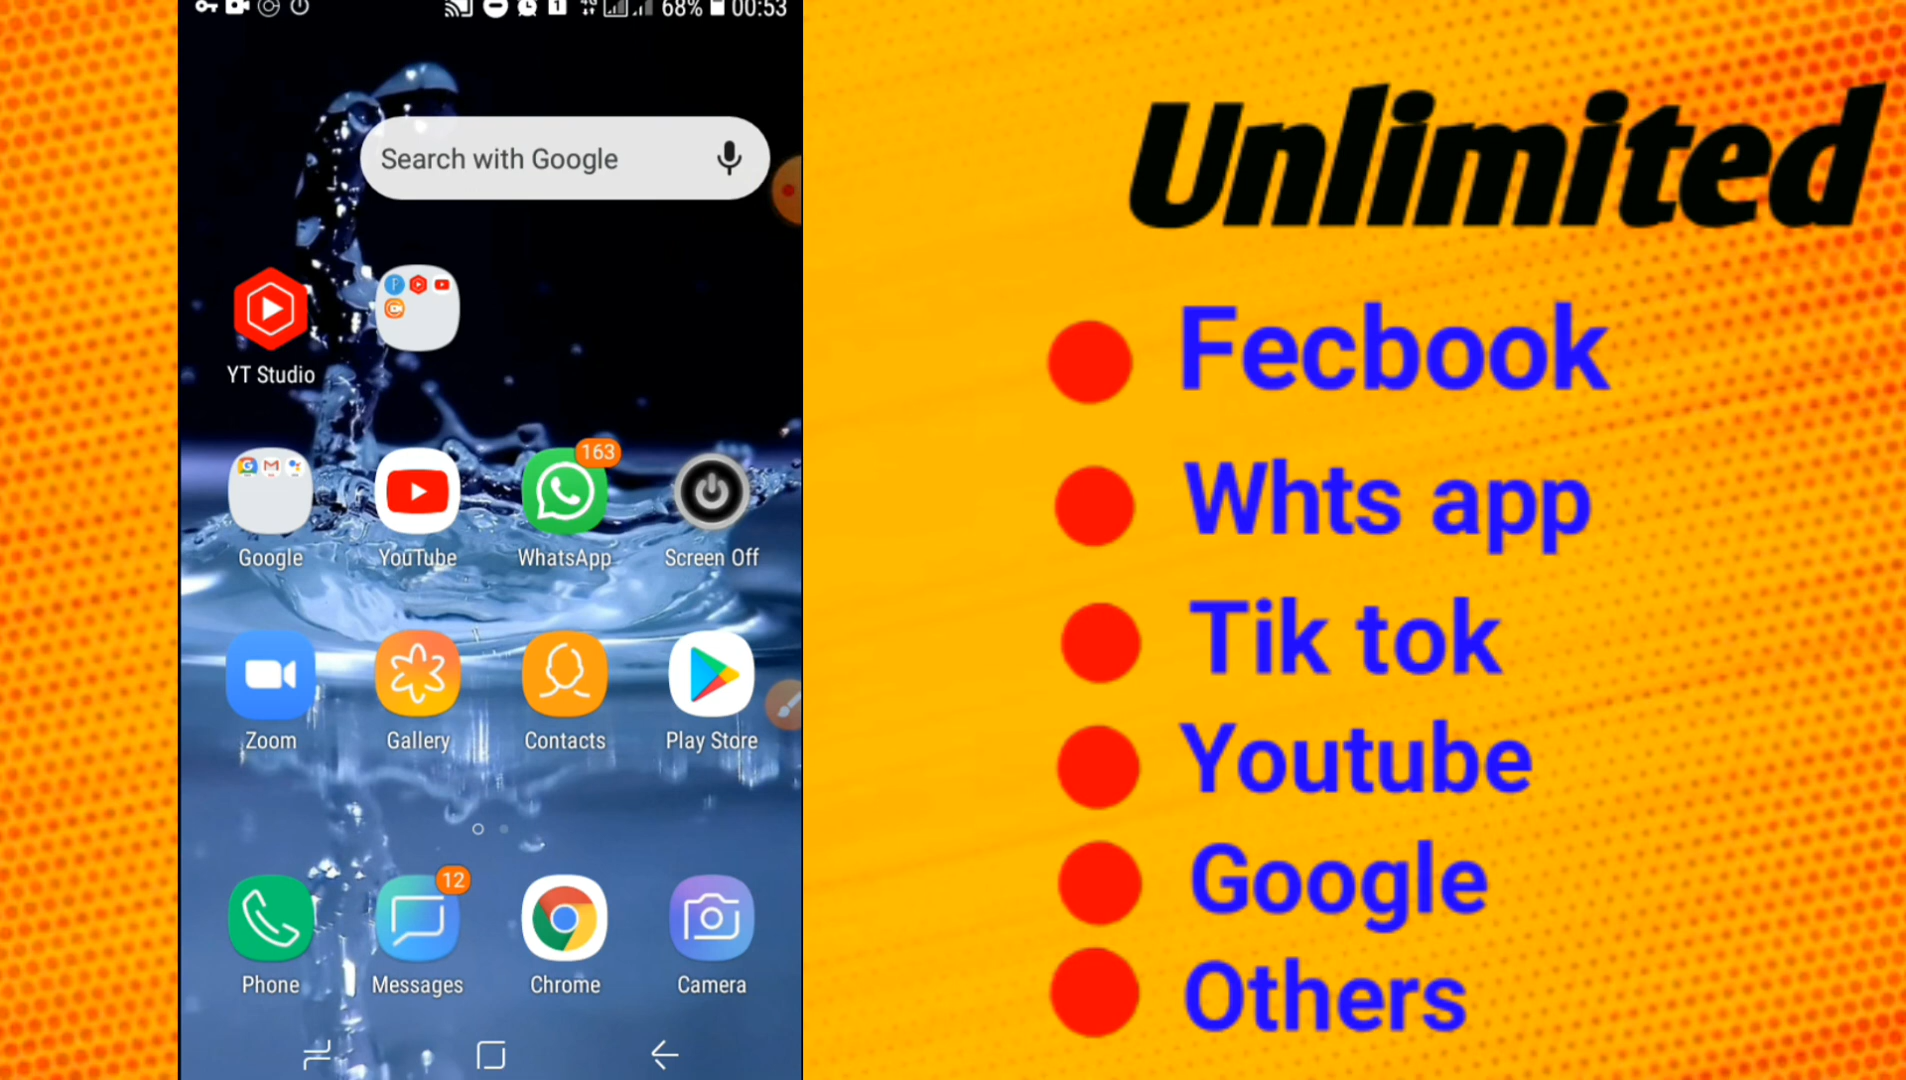 68% 00:53
Search with Google
YT Studio
163
Google YouTube WhatsApp Screen Off
Zoom Gallery Contacts Play Store
12
Phone Messages Chrome Camera
Unlimited
Fecbook
Whts app
Tik tok
Youtube
Google
Others